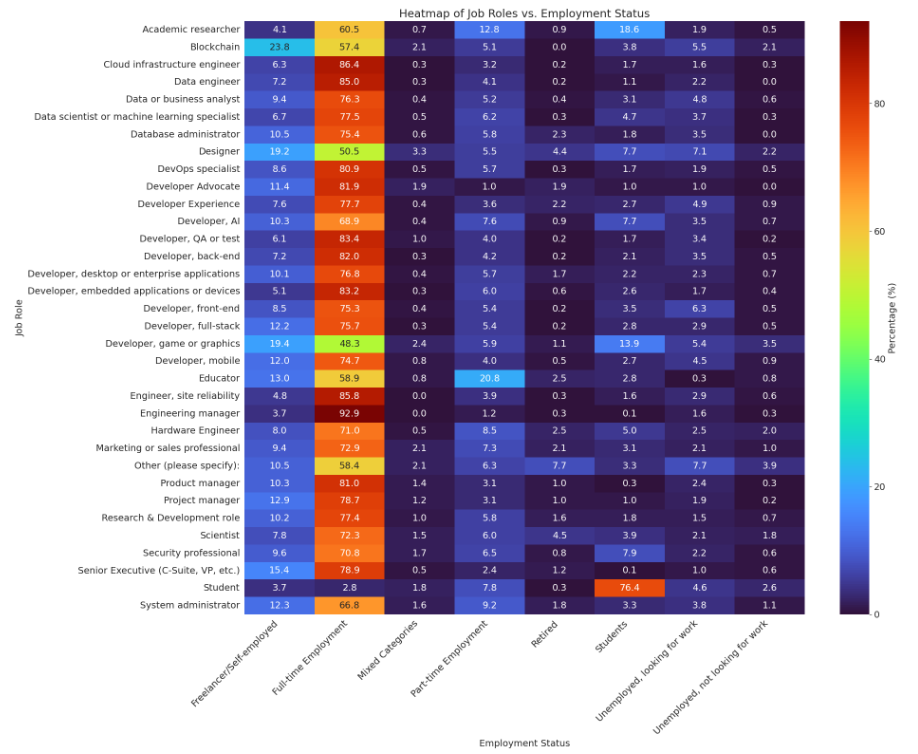 Heatmap of Job Roles vs. Employment Status
Academic researcher 4.1 60.5 0.7 12.8 0.9 18.6 1.9 0.5
Blockchain 23.8 57.4 2.1 5.1 0.0 3.8 5.5 2.1
Cloud infrastructure engineer 6.3 86.4 0.3 3.2 0.2 1.7 1.6 0.3
Data engineer 7.2 85.0 0.3 4.1 0.2 1.1 2.2 0.0
Data or business analyst 9.4 76.3 0.4 5.2 0.4 3.1 4.8 0.6
Data scientist or machine learning specialist 6.7 77.5 0.5 6.2 0.3 4.7 3.7 0.3
Database administrator 10.5 75.4 0.6 5.8 2.3 1.8 3.5 0.0
Designer 19.2 50.5 3.3 5.5 4.4 7.7 7.1 2.2
DevOps specialist 8.6 80.9 0.5 5.7 0.3 1.7 1.9 0.5
Developer Advocate 11.4 81.9 1.9 1.0 1.9 1.0 1.0 0.0
Developer Experience 7.6 77.7 0.4 3.6 2.2 2.7 4.9 0.9
Developer, AI 10.3 68.9 0.4 7.6 0.9 7.7 3.5 0.7
Developer, QA or test 6.1 83.4 1.0 4.0 0.2 1.7 3.4 0.2
Developer, back-end 7.2 82.0 0.3 4.2 0.2 2.1 3.5 0.5
Developer, desktop or enterprise applications 10.1 76.8 0.4 5.7 1.7 2.2 2.3 0.7
Developer, embedded applications or devices 5.1 83.2 0.3 6.0 0.6 2.6 1.7 0.4
Developer, front-end 8.5 75.3 0.4 5.4 0.2 3.5 6.3 0.5
Developer, full-stack 12.2 75.7 0.3 5.4 0.2 2.8 2.9 0.5
Developer, game or graphics 19.4 48.3 2.4 5.9 1.1 13.9 5.4 3.5
Developer, mobile 12.0 74.7 0.8 4.0 0.5 2.7 4.5 0.9
Educator 13.0 58.9 0.8 20.8 2.5 2.8 0.3 0.8
Engineer, site reliability 4.8 85.8 0.0 3.9 0.3 1.6 2.9 0.6
Engineering manager 3.7 92.9 0.0 1.2 0.3 0.1 1.6 0.3
Hardware Engineer 8.0 71.0 0.5 8.5 2.5 5.0 2.5 2.0
Marketing or sales professional 9.4 72.9 2.1 7.3 2.1 3.1 2.1 1.0
Other (please specify): 10.5 58.4 2.1 6.3 7.7 3.3 7.7 3.9
Product manager 10.3 81.0 1.4 3.1 1.0 0.3 2.4 0.3
Project manager 12.9 78.7 1.2 3.1 1.0 1.0 1.9 0.2
Research & Development role 10.2 77.4 1.0 5.8 1.6 1.8 1.5 0.7
Scientist 7.8 72.3 1.5 6.0 4.5 3.9 2.1 1.8
Security professional 9.6 70.8 1.7 6.5 0.8 7.9 2.2 0.6
Senior Executive (C-Suite, VP, etc.) 15.4 78.9 0.5 2.4 1.2 0.1 1.0 0.6
Student 3.7 2.8 1.8 7.8 0.3 76.4 4.6 2.6
System administrator 12.3 66.8 1.6 9.2 1.8 3.3 3.8 1.1
Job Role
Freelancer/Self-employed
Full-time Employment
Mixed Categories
Part-time Employment
Retired
Students
Unemployed, looking for work
Unemployed, not looking for work
Employment Status
80
60
40
20
0
Percentage (%)